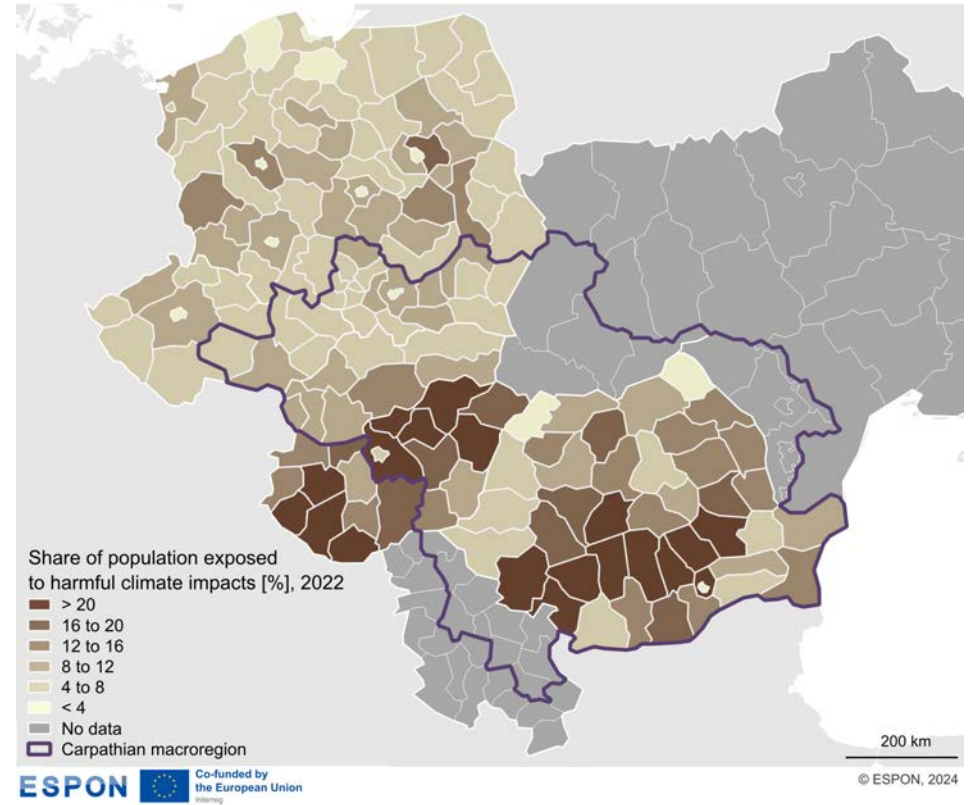 Share of population exposed
to harmful climate impacts [%], 2022
> 20
16 to 20
12 to 16
8 to 12
4 to 8
< 4
No data
Carpathian macroregion
200 km
ESPON
Co-funded by
the European Union
Interreg
© ESPON, 2024